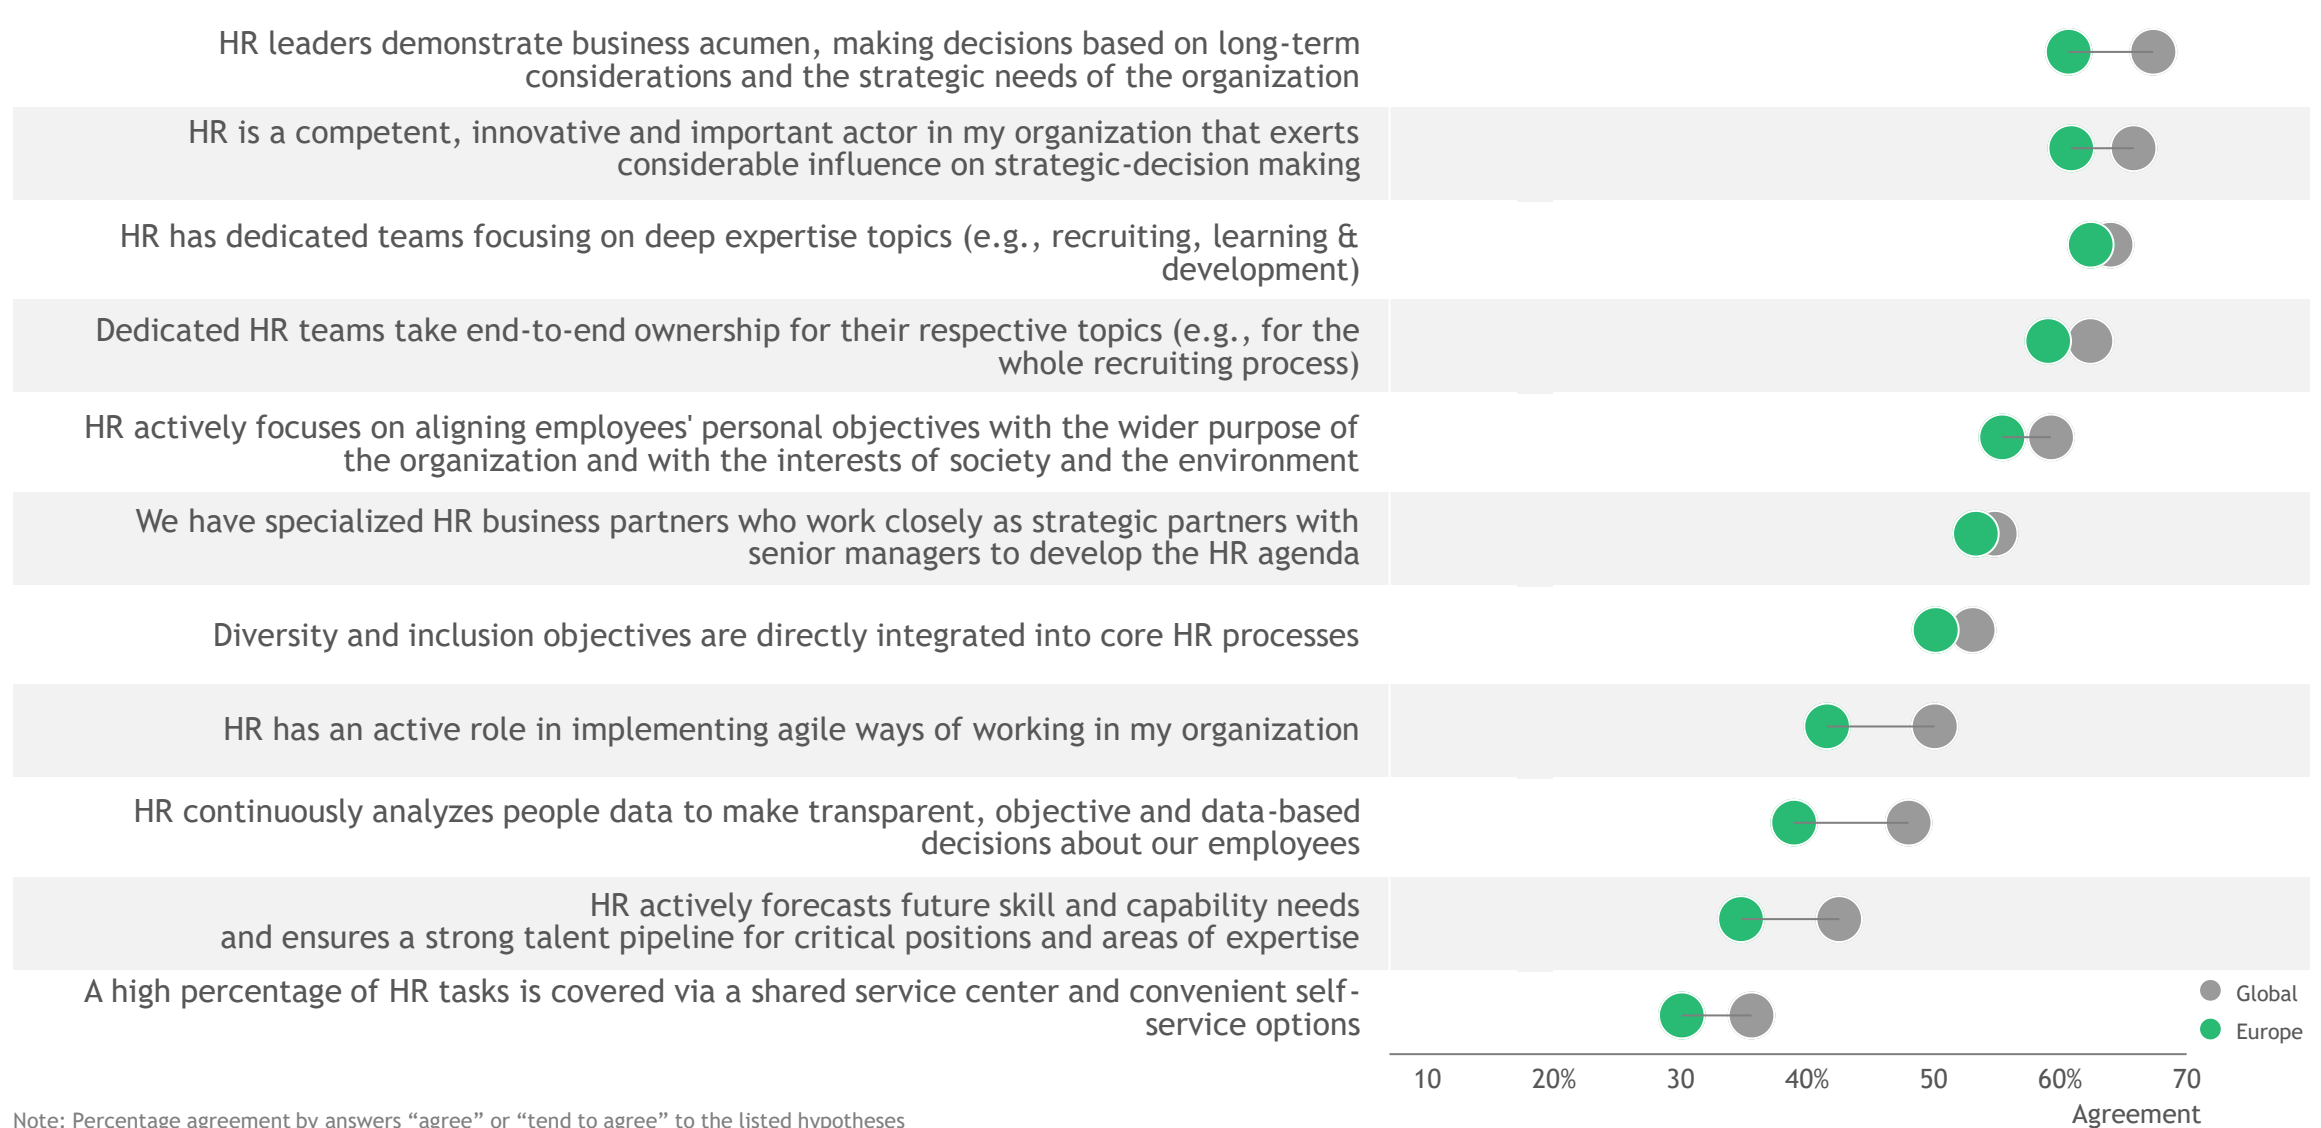 HR leaders demonstrate business acumen, making decisions based on long-term
considerations and the strategic needs of the organization
HR is a competent, innovative and important actor in my organization that exerts
considerable influence on strategic-decision making
HR has dedicated teams focusing on deep expertise topics (e.g., recruiting, learning &
development)
Dedicated HR teams take end-to-end ownership for their respective topics (e.g., for the
whole recruiting process)
HR actively focuses on aligning employees' personal objectives with the wider purpose of
the organization and with the interests of society and the environment
We have specialized HR business partners who work closely as strategic partners with
senior managers to develop the HR agenda
Diversity and inclusion objectives are directly integrated into core HR processes
HR has an active role in implementing agile ways of working in my organization
HR continuously analyzes people data to make transparent, objective and data-based
decisions about our employees
HR actively forecasts future skill and capability needs
and ensures a strong talent pipeline for critical positions and areas of expertise
A high percentage of HR tasks is covered via a shared service center and convenient self-
service options
Global
Europe
10 20% 30 40% 50 60% 70
Agreement
Note: Percentage agreement by answers “agree” or “tend to agree” to the listed hypotheses